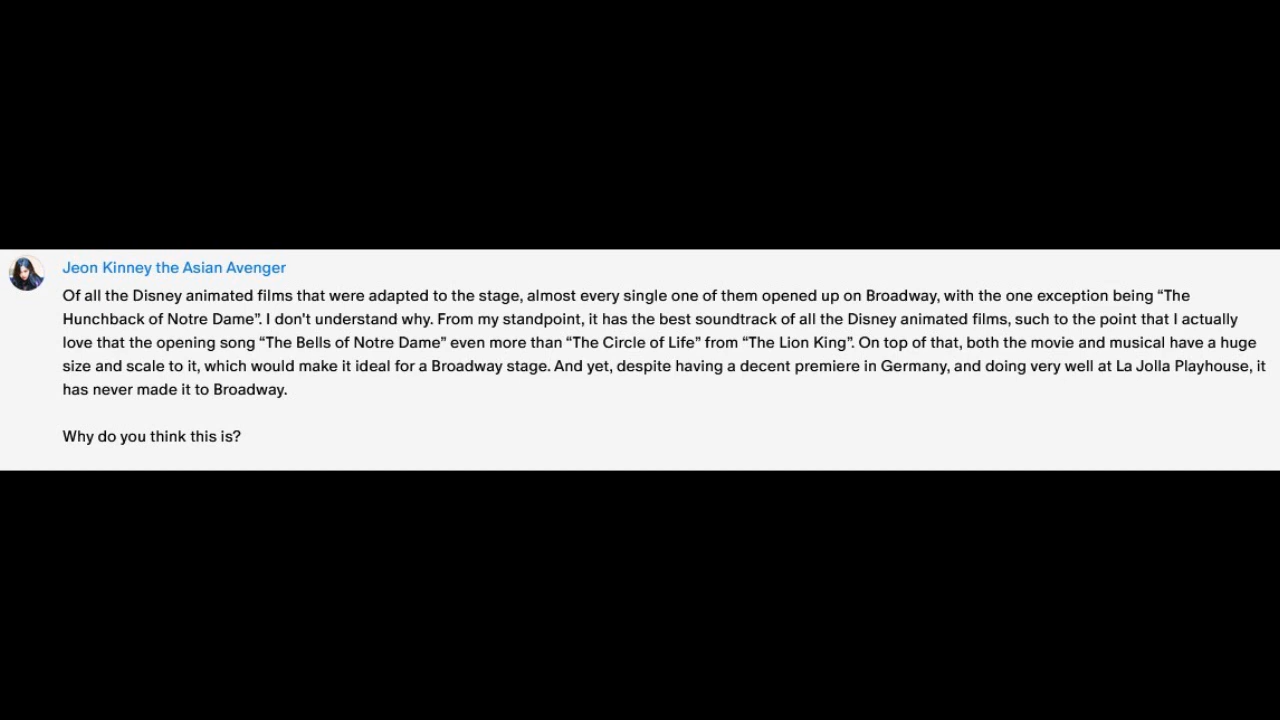 Jeon Kinney the Asian Avenger
Of all the Disney animated films that were adapted to the stage, almost every single one of them opened up on Broadway, with the one exception being “The
Hunchback of Notre Dame”. I don't understand why. From my standpoint, it has the best soundtrack of all the Disney animated films, such to the point that I actually
love that the opening song “The Bells of Notre Dame” even more than “The Circle of Life” from “The Lion King”. On top of that, both the movie and musical have a huge
size and scale to it, which would make it ideal for a Broadway stage. And yet, despite having a decent premiere in Germany, and doing very well at La Jolla Playhouse, it
has never made it to Broadway.
Why do you think this is?